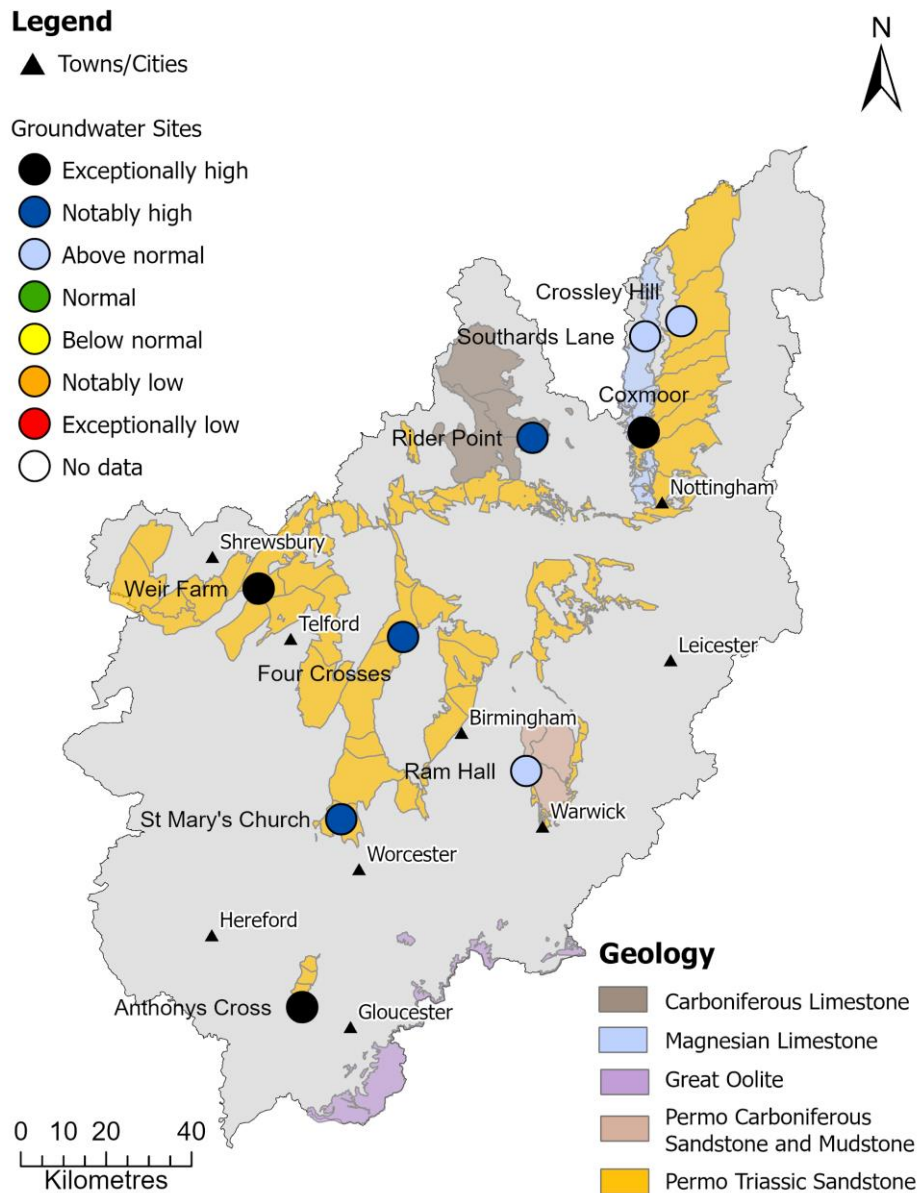 Legend
Towns/Cities
N
Groundwater Sites
Exceptionally high
Notably high
Above normal
Normal
Below normal
Notably low
Exceptionally low
No data
Crossley Hill
Southards Lane
Coxmoor
Rider Point
Nottingham
Shrewsbury
Weir Farm
Telford
Four Crosses
Leicester
Birmingham
Ram Hall
St Mary's Church
Warwick
Worcester
Hereford
Anthonys Cross
Gloucester
Geology
Carboniferous Limestone
Magnesian Limestone
Great Oolite
Permo Carboniferous
Sandstone and Mudstone
Permo Triassic Sandstone
0 10 20 40
Kilometres